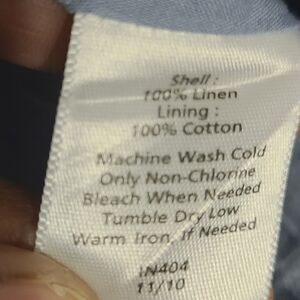 Shell :
100% Linen
Lining :
100% Cotton
Machine Wash Cold
Only Non-Chlorine
Bleach When Needed
Tumble Dry Low
Warm Iron, If Needed
IN404
11/10